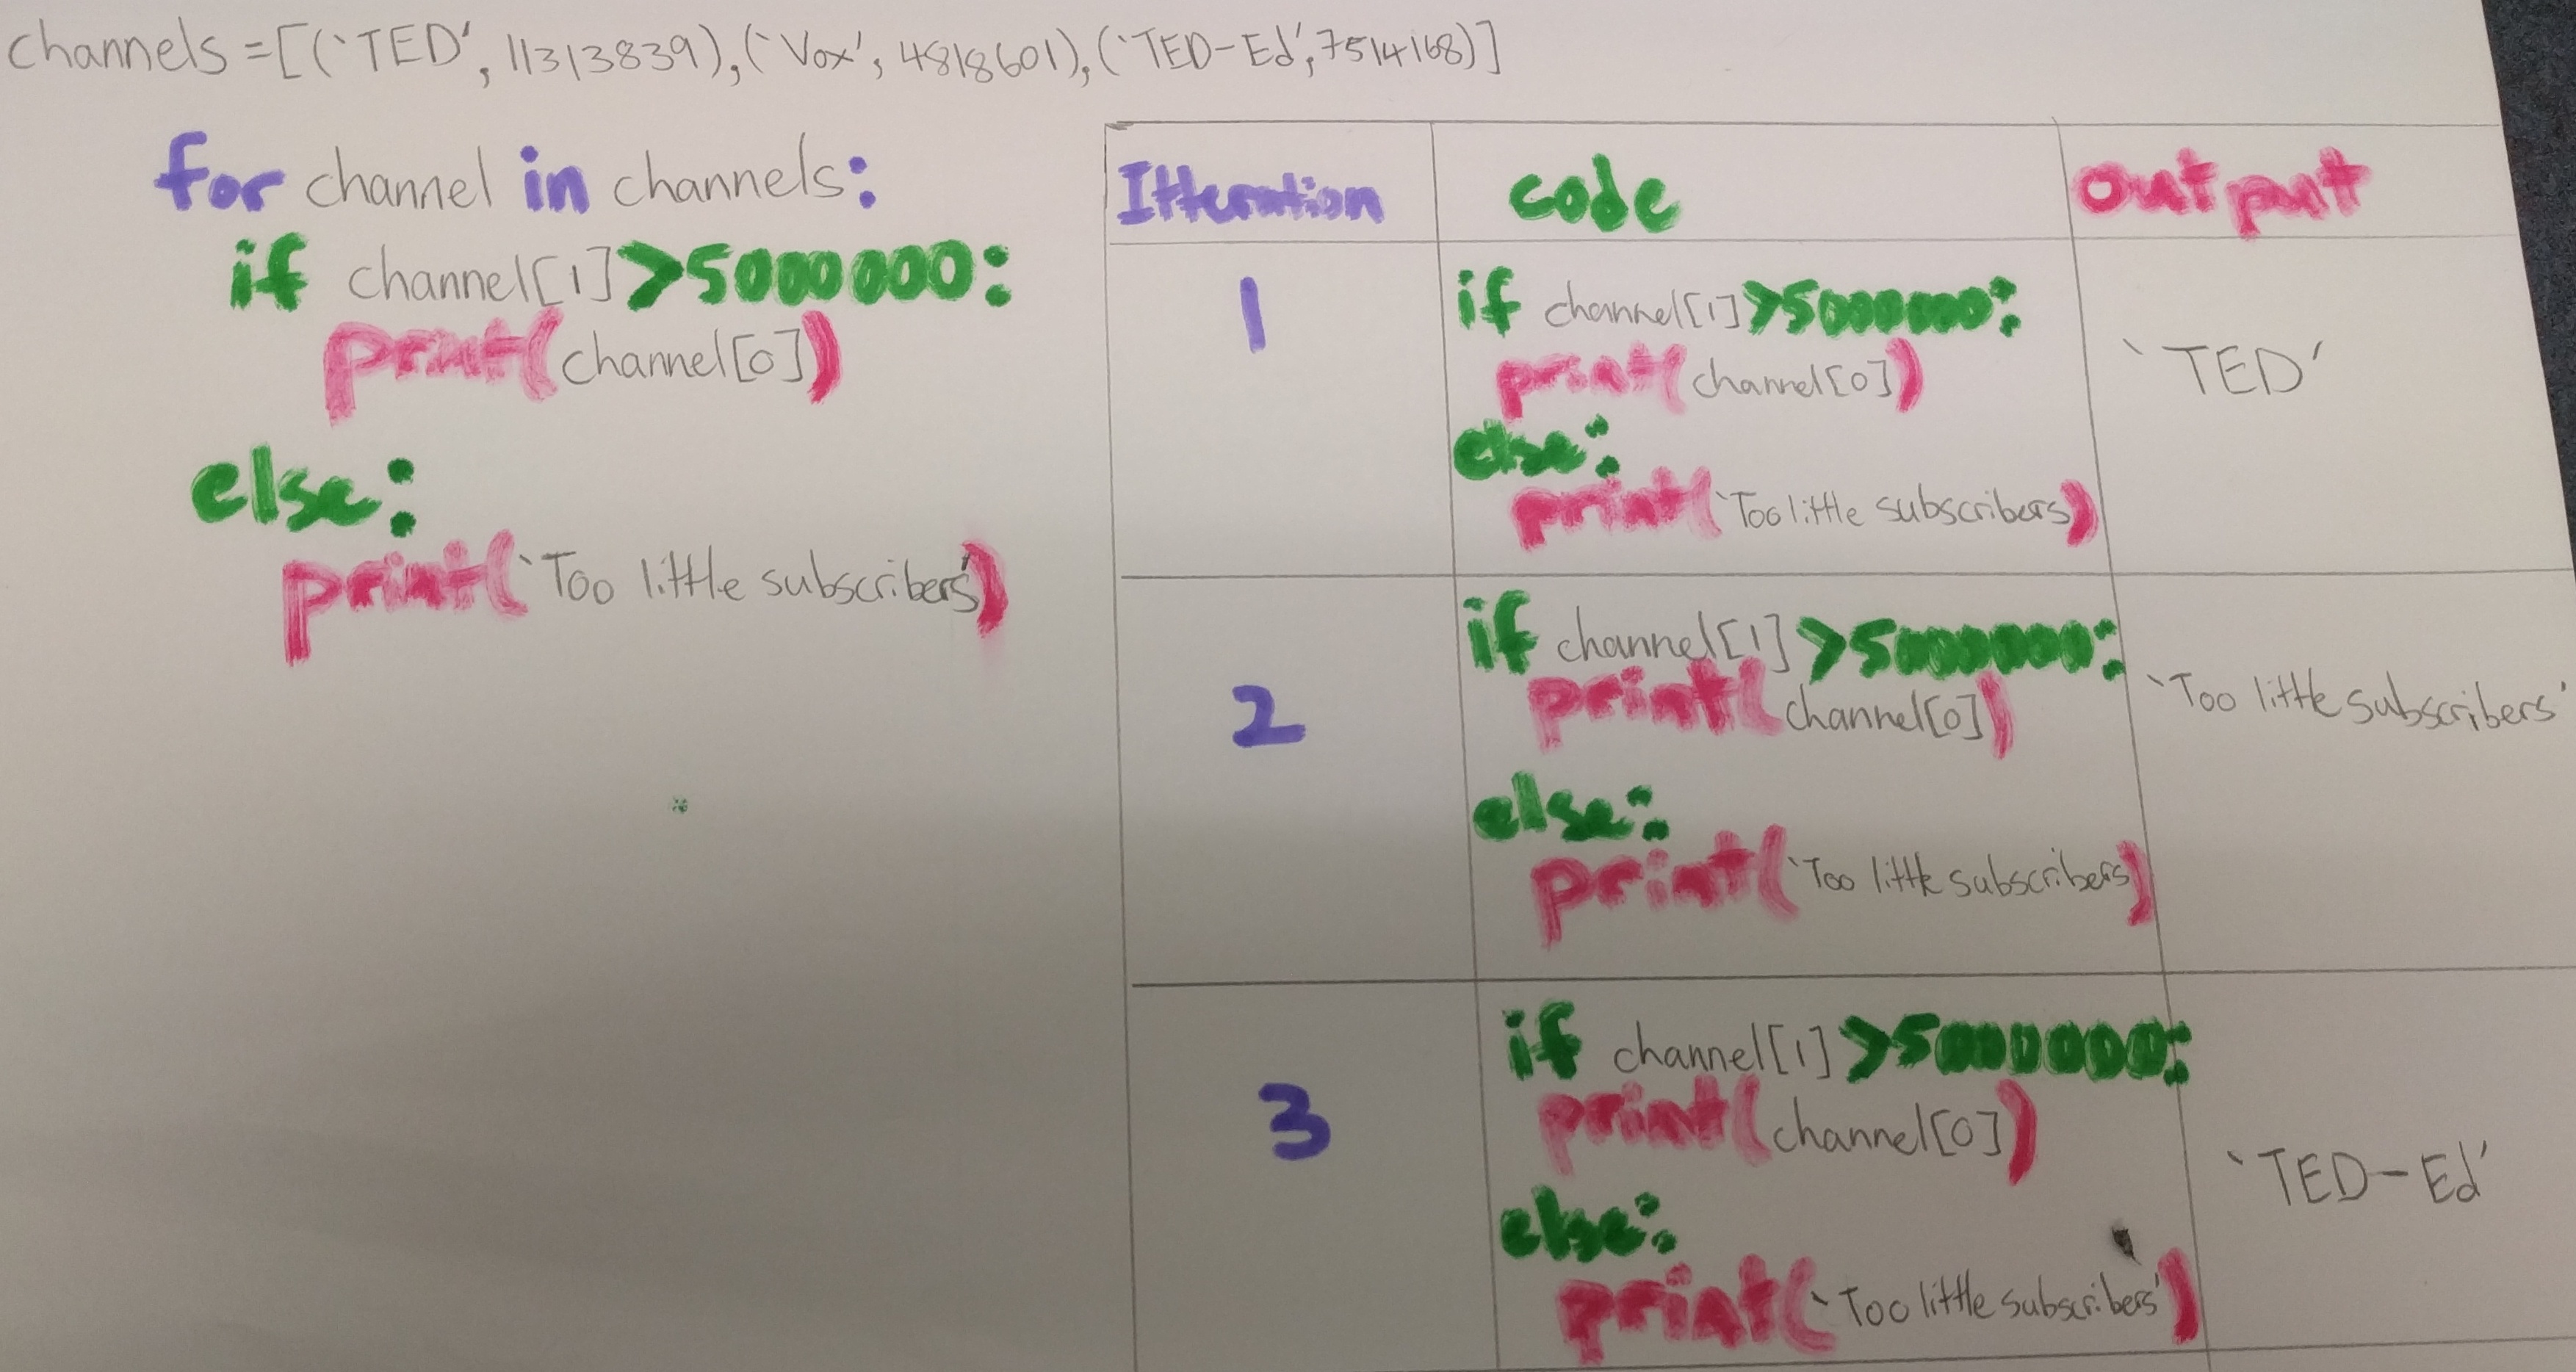 channels =[(‘TED’, 11313839),(‘Vox’, 4818601),(‘TED-Ed’,7514168)]
for channel in channels:
if channel[1]>5000000:
print(channel[0])
else:
print(‘Too little subscribers’)
Itteration code output
1
if channel[1]>5000000:
print(channel[0])
else:
print(‘Too little subscribers)
‘TED’
2
if channel[1]>5000000:
print(channel[0])
else:
print(‘Too little subscribers)
‘Too little subscribers’
3
if channel[1]>5000000:
print(channel[0])
else:
print(‘Too little subscribers’)
‘TED-Ed’